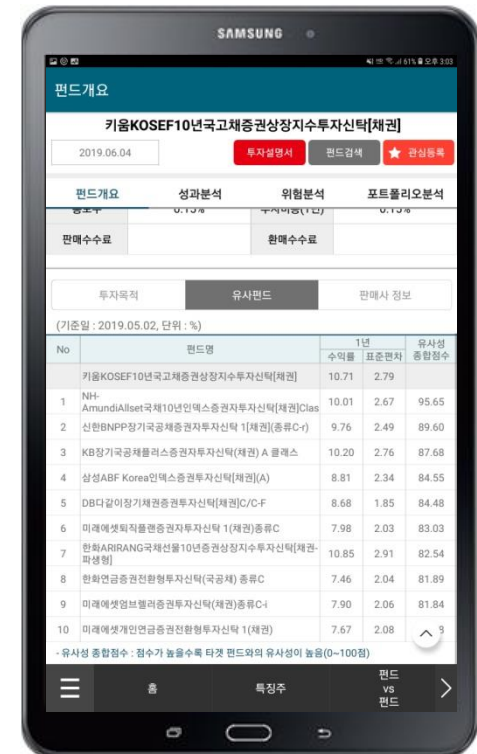 SAMSUNG
61% 오후 3:03
펀드개요
키움KOSEF10년국고채증권상장지수투자신탁[채권]
2019.06.04 투자설명서 펀드검색 ★ 관심등록
펀드개요 성과분석 위험분석 포트폴리오분석
총보수 0.15% 0.15%
판매수수료 환매수수료
투자목적 유사펀드 판매사 정보
(기준일 : 2019.05.02, 단위 : %)
No 펀드명 1년 유사성
수익률 표준편차 종합점수
키움KOSEF10년국고채증권상장지수투자신탁[채권] 10.71 2.79
1 NH-
AmundiAllset국채10년인덱스증권자투자신탁[채권]Clas 10.01 2.67 95.65
2 신한BNPP장기국공채증권자투자신탁 1[채권](종류C-r) 9.76 2.49 89.60
3 KB장기국공채플러스증권자투자신탁(채권) A 클래스 10.20 2.76 87.68
4 삼성ABF Korea인덱스증권투자신탁[채권](A) 8.81 2.34 84.55
5 DB다같이장기채권증권투자신탁[채권]C/C-F 8.68 1.85 84.48
6 미래에셋퇴직플랜증권자투자신탁 1(채권)종류C 7.98 2.03 83.03
7 한화ARIRANG국채선물10년증권상장지수투자신탁[채권-
파생형] 10.85 2.91 82.54
8 한화연금증권전환형투자신탁(국공채) 종류C 7.46 2.04 81.89
9 미래에셋엄브렐러증권투자신탁(채권)종류C-i 7.90 2.06 81.84
10 미래에셋개인연금증권전환형투자신탁 1(채권) 7.67 2.08
- 유사성 종합점수 : 점수가 높을수록 타겟 펀드와의 유사성이 높음(0~100점)
홈 특징주 펀드
vs
펀드